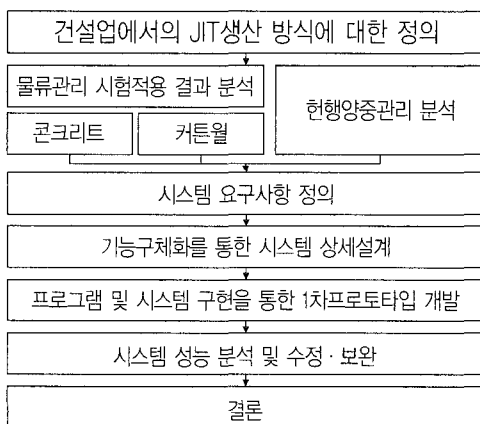 건설업에서의 JIT생산 방식에 대한 정의
물류관리 시험적용 결과 분석
콘크리트
커튼월
현행양중관리 분석
시스템 요구사항 정의
기능구체화를 통한 시스템 상세설계
프로그램 및 시스템 구현을 통한 1차프로토타입 개발
시스템 성능 분석 및 수정·보완
결론